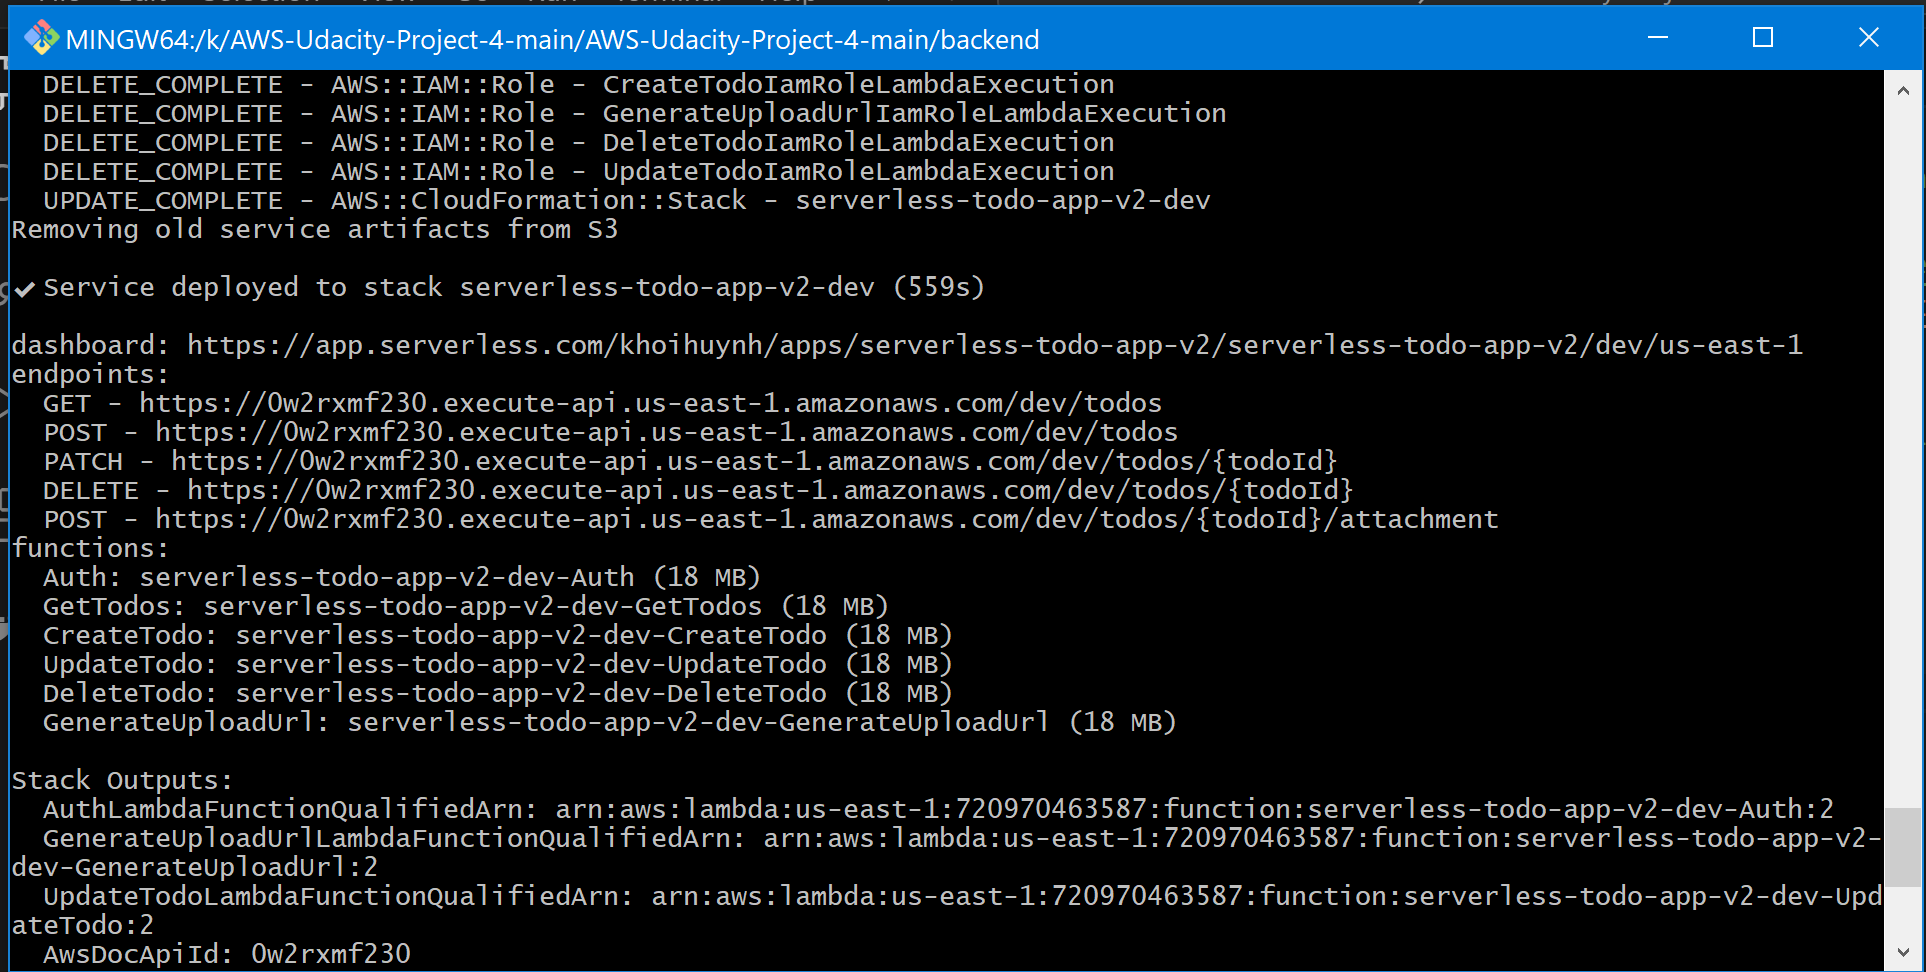 MINGW64:/k/AWS-Udacity-Project-4-main/AWS-Udacity-Project-4-main/backend
DELETE_COMPLETE - AWS::IAM::Role - CreateTodoIamRoleLambdaExecution
DELETE_COMPLETE - AWS::IAM::Role - GenerateUploadUrlIamRoleLambdaExecution
DELETE_COMPLETE - AWS::IAM::Role - DeleteTodoIamRoleLambdaExecution
DELETE_COMPLETE - AWS::IAM::Role - UpdateTodoIamRoleLambdaExecution
UPDATE_COMPLETE - AWS::CloudFormation::Stack - serverless-todo-app-v2-dev
Removing old service artifacts from S3
✔ Service deployed to stack serverless-todo-app-v2-dev (559s)
dashboard: https://app.serverless.com/khoihuynh/apps/serverless-todo-app-v2/serverless-todo-app-v2/dev/us-east-1
endpoints:
GET - https://0w2rxmf230.execute-api.us-east-1.amazonaws.com/dev/todos
POST - https://0w2rxmf230.execute-api.us-east-1.amazonaws.com/dev/todos
PATCH - https://0w2rxmf230.execute-api.us-east-1.amazonaws.com/dev/todos/{todoId}
DELETE - https://0w2rxmf230.execute-api.us-east-1.amazonaws.com/dev/todos/{todoId}
POST - https://0w2rxmf230.execute-api.us-east-1.amazonaws.com/dev/todos/{todoId}/attachment
functions:
Auth: serverless-todo-app-v2-dev-Auth (18 MB)
GetTodos: serverless-todo-app-v2-dev-GetTodos (18 MB)
CreateTodo: serverless-todo-app-v2-dev-CreateTodo (18 MB)
UpdateTodo: serverless-todo-app-v2-dev-UpdateTodo (18 MB)
DeleteTodo: serverless-todo-app-v2-dev-DeleteTodo (18 MB)
GenerateUploadUrl: serverless-todo-app-v2-dev-GenerateUploadUrl (18 MB)
Stack Outputs:
AuthLambdaFunctionQualifiedArn: arn:aws:lambda:us-east-1:720970463587:function:serverless-todo-app-v2-dev-Auth:2
GenerateUploadUrlLambdaFunctionQualifiedArn: arn:aws:lambda:us-east-1:720970463587:function:serverless-todo-app-v2-
dev-GenerateUploadUrl:2
UpdateTodoLambdaFunctionQualifiedArn: arn:aws:lambda:us-east-1:720970463587:function:serverless-todo-app-v2-dev-Upd
ateTodo:2
AwsDocApiId: 0w2rxmf230